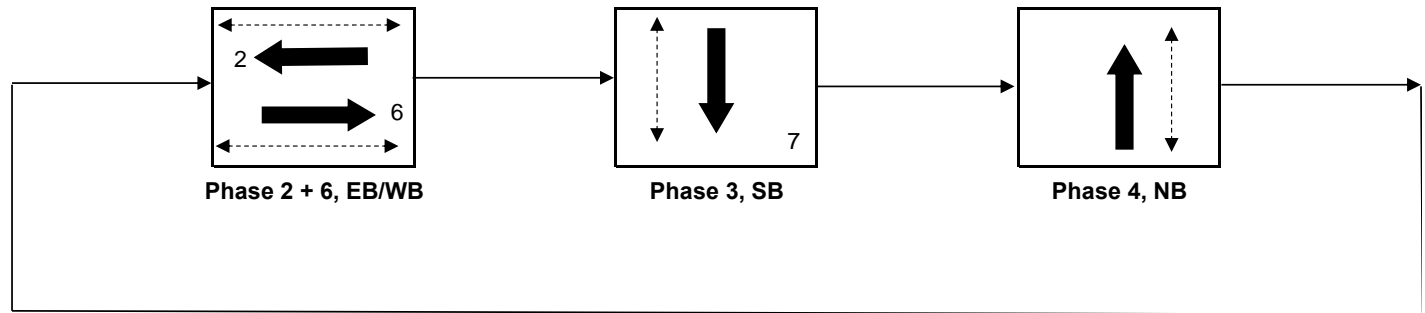 2
6
7
Phase 2 + 6, EB/WB
Phase 3, SB
Phase 4, NB